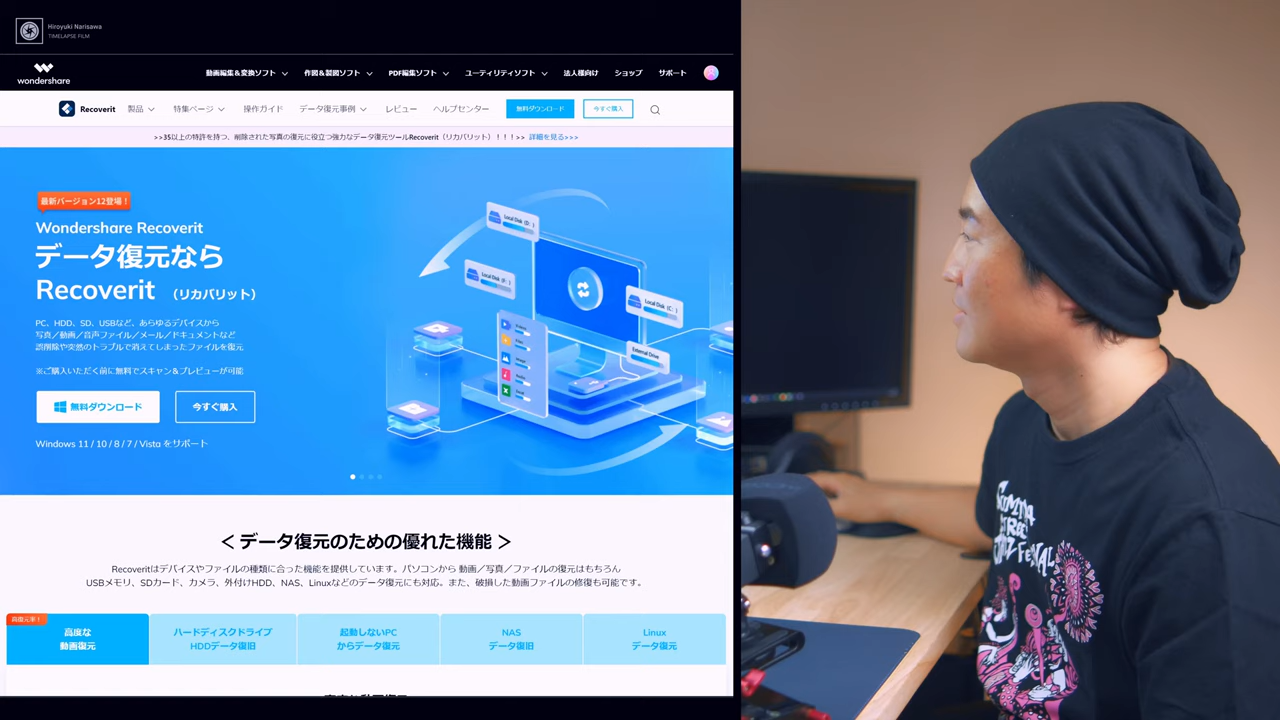 Hiroyuki Narisawa
TIMELAPSE FILM
wondershare
動画編集&変換ソフト 作図&製図ソフト PDF編集ソフト ユーティリティソフト 法人様向け ショップ サポート
Recoverit 製品 特集ページ 操作ガイド データ復元事例 レビュー ヘルプセンター 無料ダウンロード 今すぐ購入
>>35以上の特許を持つ、削除された写真の復元に役立つ強力なデータ復元ツールRecoverit(リカバリット)!!!>> 詳細を見る>>>
最新バージョン12登場!
Wondershare Recoverit
データ復元なら
Recoverit (リカバリット)
PC、HDD、SD、USBなど、あらゆるデバイスから
写真/動画/音声ファイル/メール/ドキュメントなど
誤削除や突然のトラブルで消えてしまったファイルを復元
※ご購入いただく前に無料でスキャン&プレビューが可能
無料ダウンロード 今すぐ購入
Windows 11 / 10 / 8 / 7 / Vista をサポート
Local Disk (D: )
Local Disk (F: )
Local Disk (C: )
External Drive
<データ復元のための優れた機能>
Recoveritはデバイスやファイルの種類に合った機能を提供しています。パソコンから 動画/写真/ファイルの復元はもちろん
USBメモリ、SDカード、カメラ、外付けHDD、NAS、Linuxなどのデータ復元にも対応。また、破損した動画ファイルの修復も可能です。
高復元率!
高度な
動画復元
ハードディスクドライブ
HDDデータ復旧
起動しないPC
からデータ復元
NAS
データ復旧
Linux
データ復元